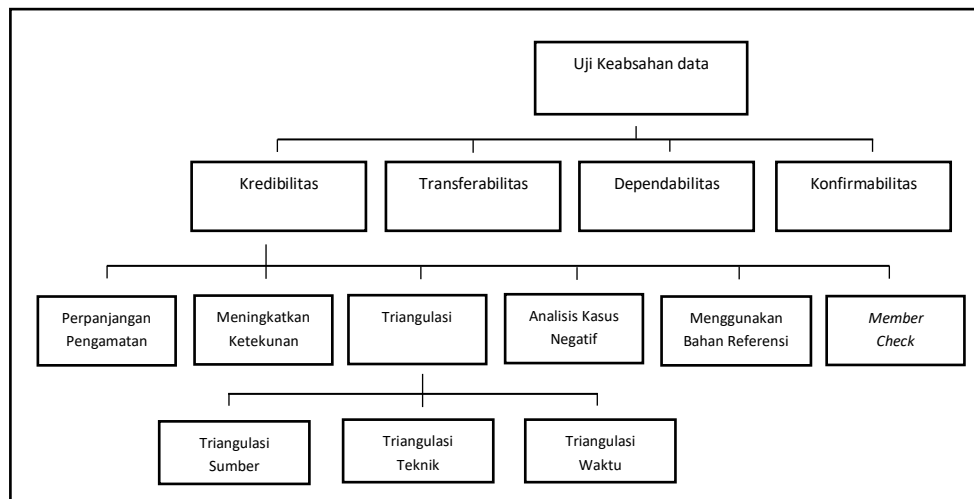 Uji Keabsahan data
Kredibilitas
Transferabilitas
Dependabilitas
Konfirmabilitas
Perpanjangan
Pengamatan
Meningkatkan
Ketekunan
Triangulasi
Analisis Kasus
Negatif
Menggunakan
Bahan Referensi
Member
Check
Triangulasi
Sumber
Triangulasi
Teknik
Triangulasi
Waktu